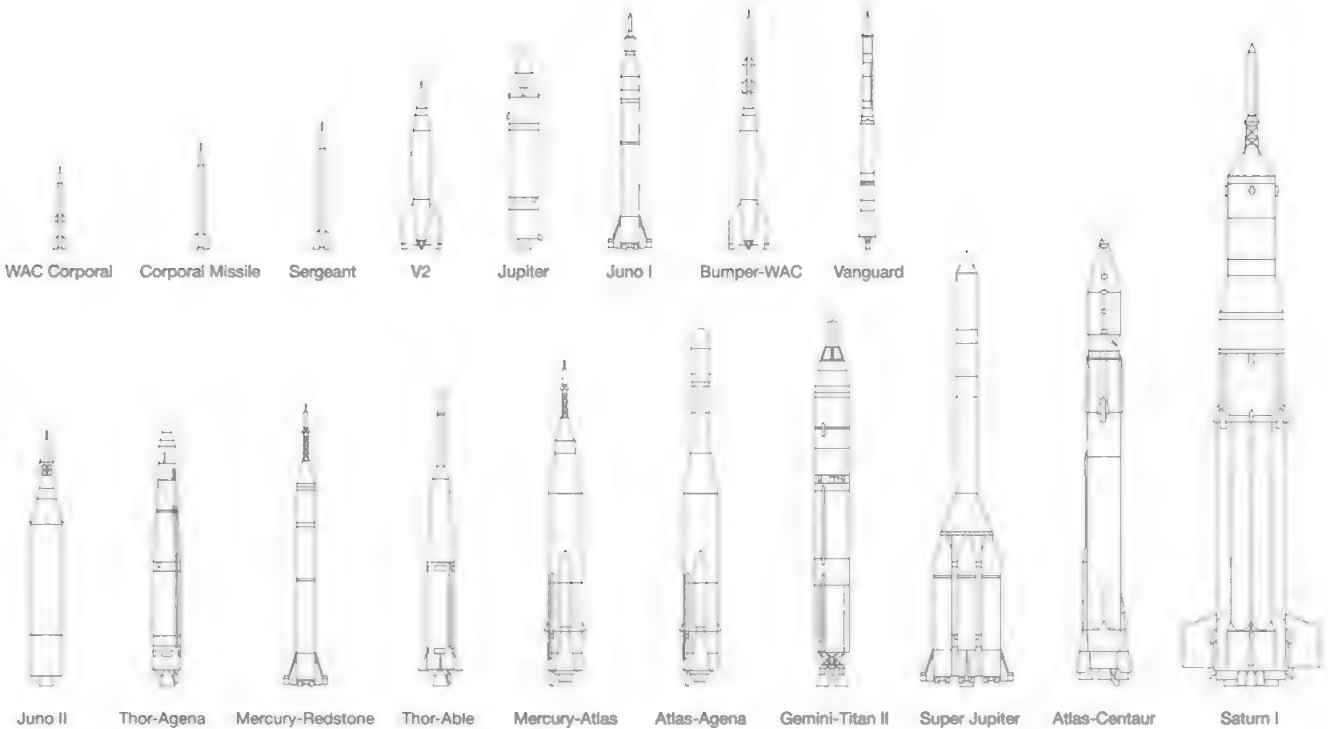 WAC Corporal Corporal Missile Sergeant V2 Jupiter Juno I Bumper-WAC Vanguard
Juno II Thor-Agena Mercury-Redstone Thor-Able Mercury-Atlas Atlas-Agena Gemini-Titan II Super Jupiter Atlas-Centaur Saturn I